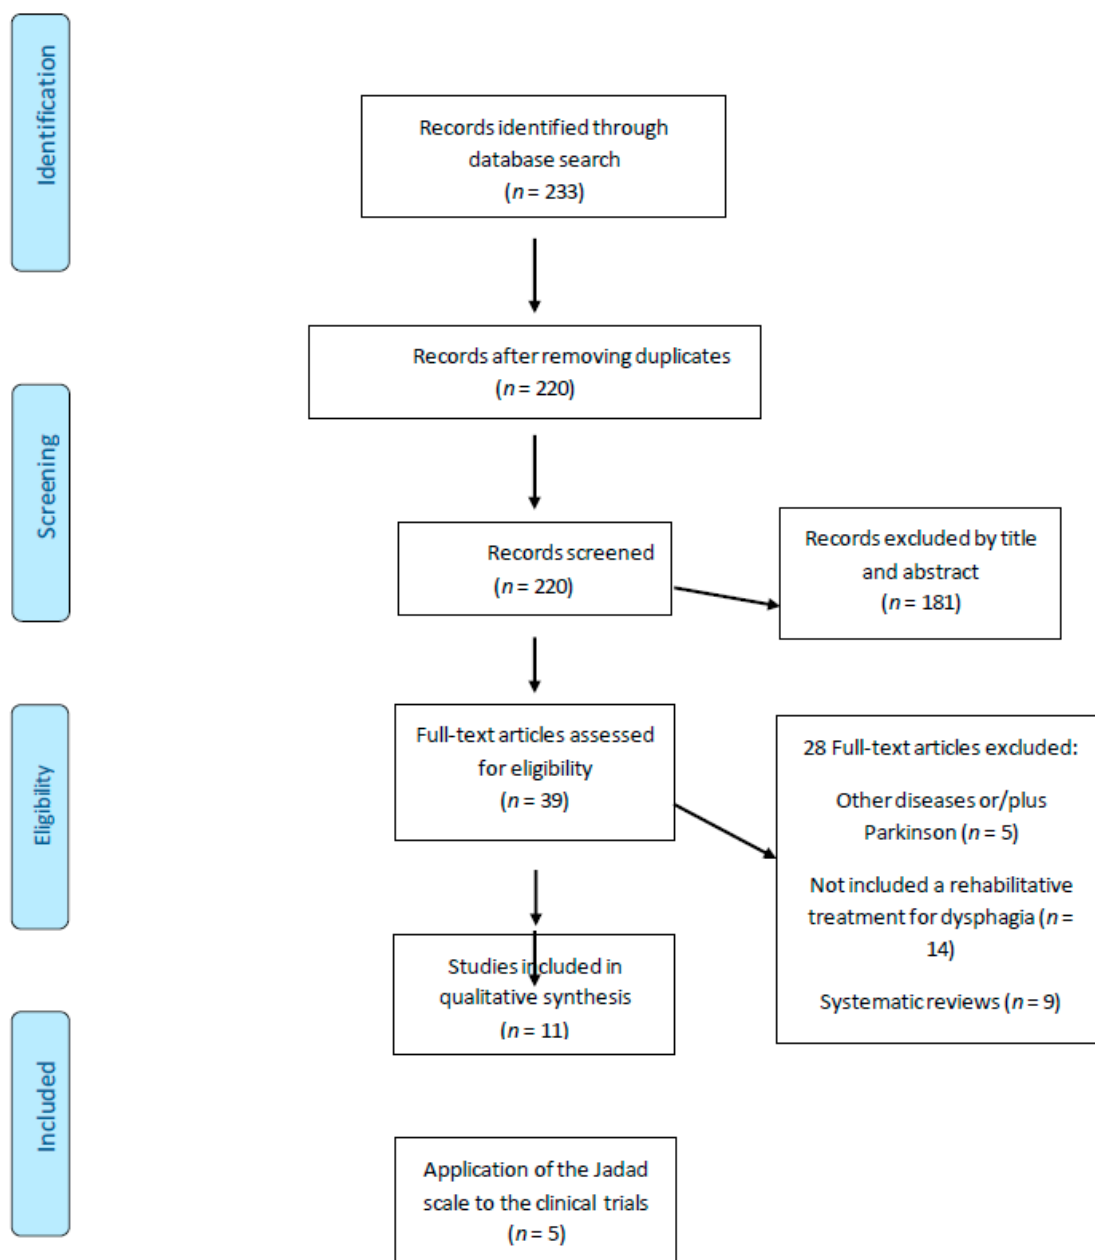 Identification
Records identified through
database search
(n = 233)
Records after removing duplicates
(n = 220)
Screening
Records screened
(n = 220)
Records excluded by title
and abstract
(n = 181)
Eligibility
Full-text articles assessed
for eligibility
(n = 39)
28 Full-text articles excluded:
Other diseases or/plus
Parkinson (n = 5)
Not included a rehabilitative
treatment for dysphagia (n =
14)
Systematic reviews (n = 9)
Included
Studies included in
qualitative synthesis
(n = 11)
Application of the Jadad
scale to the clinical trials
(n = 5)